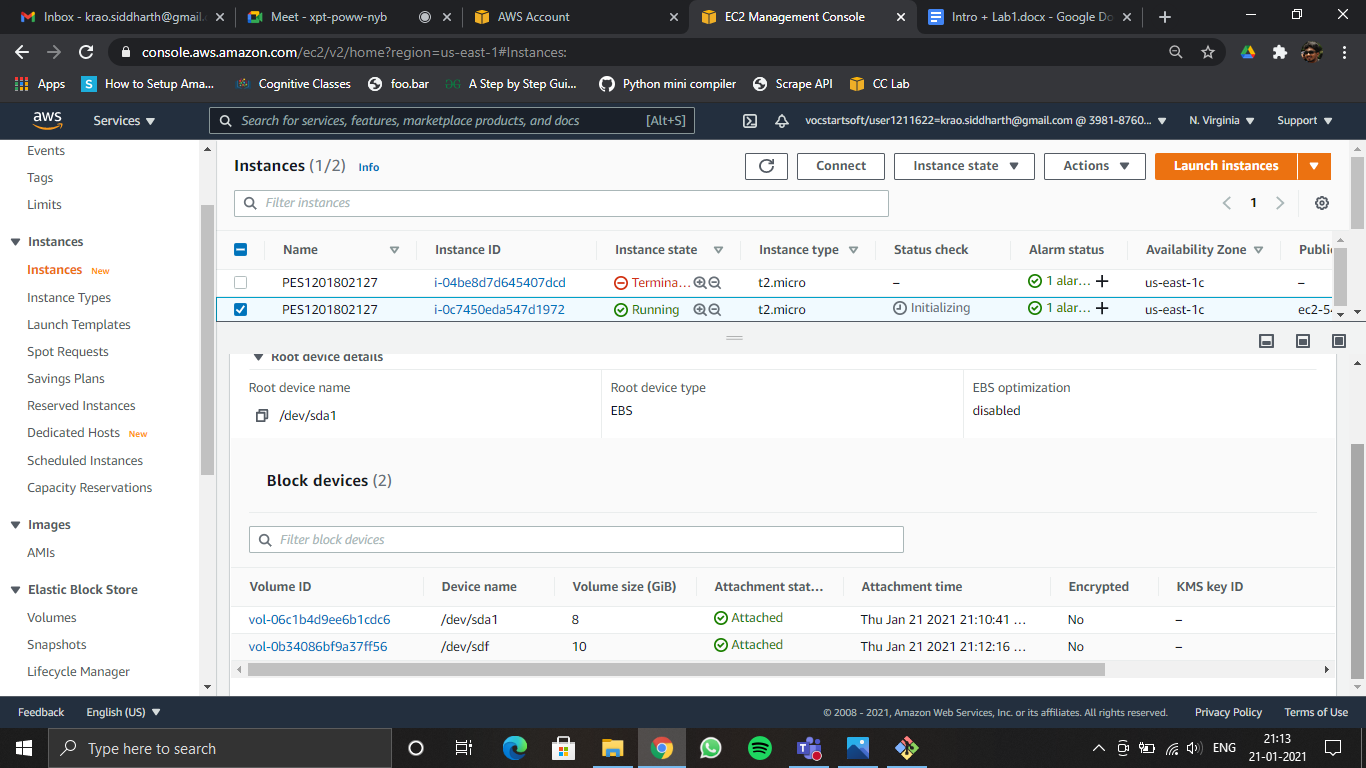 Inbox - krao.siddharth@gmail.c
Meet - xpt-poww-nyb
AWS Account
EC2 Management Console
Intro + Lab1.docx - Google Do
console.aws.amazon.com/ec2/v2/home?region=us-east-1#Instances:
Apps
How to Setup Ama...
Cognitive Classes
foo.bar
A Step by Step Gui...
Python mini compiler
Scrape API
CC Lab
aws
Services
Search for services, features, marketplace products, and docs
[Alt+S]
vocstartsoft/user1211622=krao.siddharth@gmail.com @ 3981-8760...
N. Virginia
Support
Events
Tags
Limits
Instances
Instances New
Instance Types
Launch Templates
Spot Requests
Savings Plans
Reserved Instances
Dedicated Hosts New
Scheduled Instances
Capacity Reservations
Images
AMIs
Elastic Block Store
Volumes
Snapshots
Lifecycle Manager
Instances (1/2) Info
Connect
Instance state
Actions
Launch instances
Filter instances
1
Name Instance ID Instance state Instance type Status check Alarm status Availability Zone Public
PES1201802127 i-04be8d7d645407dcd Termina... t2.micro – 1 alar... us-east-1c –
PES1201802127 i-0c7450eda547d1972 Running t2.micro Initializing 1 alar... us-east-1c ec2-54
Root device details
Root device name Root device type EBS optimization
/dev/sda1 EBS disabled
Block devices (2)
Filter block devices
Volume ID Device name Volume size (GiB) Attachment stat... Attachment time Encrypted KMS key ID
vol-06c1b4d9ee6b1cdc6 /dev/sda1 8 Attached Thu Jan 21 2021 21:10:41 ... No –
vol-0b34086bf9a37ff56 /dev/sdf 10 Attached Thu Jan 21 2021 21:12:16 ... No –
Feedback English (US)
© 2008 - 2021, Amazon Web Services, Inc. or its affiliates. All rights reserved. Privacy Policy Terms of Use
Type here to search
ENG
21:13
21-01-2021